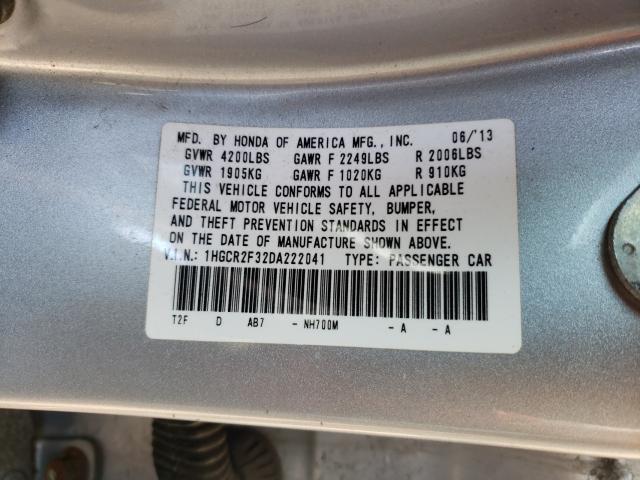 MFD. BY HONDA OF AMERICA MFG., INC. 06/'13
GVWR 4200LBS GAWR F 2249LBS R 2006LBS
GVWR 1905KG GAWR F 1020KG R 910KG
THIS VEHICLE CONFORMS TO ALL APPLICABLE
FEDERAL MOTOR VEHICLE SAFETY, BUMPER,
AND THEFT PREVENTION STANDARDS IN EFFECT
ON THE DATE OF MANUFACTURE SHOWN ABOVE.
V.I.N.: 1HGCR2F32DA222041 TYPE: PASSENGER CAR
T2F D AB7 - NH700M - A - A